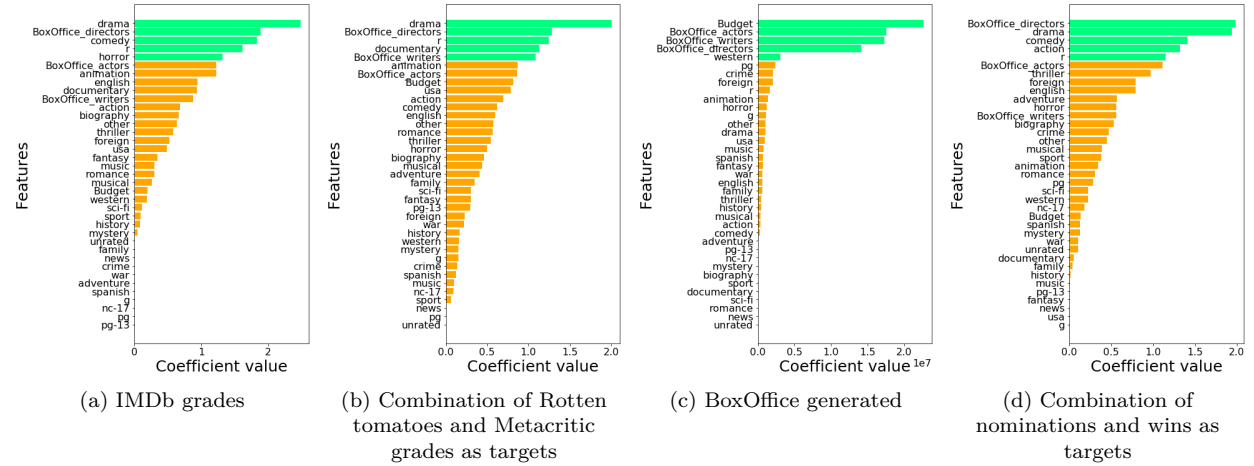 Features
drama
BoxOffice_directors
comedy
r
horror
BoxOffice_actors
animation
english
documentary
BoxOffice_writers
action
biography
other
thriller
foreign
usa
fantasy
music
romance
musical
Budget
western
sci-fi
sport
history
mystery
unrated
family
news
crime
war
adventure
spanish
g
nc-17
pg
pg-13
0 1 2
Coefficient value
(a) IMDb grades
Features
drama
BoxOffice_directors
r
documentary
BoxOffice_writers
animation
BoxOffice_actors
Budget
usa
action
comedy
english
other
romance
thriller
horror
biography
musical
adventure
family
sci-fi
fantasy
pg-13
foreign
war
history
western
mystery
g
crime
spanish
music
nc-17
sport
news
pg
unrated
0.0 0.5 1.0 1.5 2.0
Coefficient value
(b) Combination of Rotten
tomatoes and Metacritic
grades as targets
Features
Budget
BoxOffice_actors
BoxOffice_writers
BoxOffice_directors
western
pg
crime
foreign
r
animation
horror
g
other
drama
usa
music
spanish
fantasy
war
english
family
thriller
history
musical
action
comedy
adventure
pg-13
nc-17
mystery
biography
sport
documentary
sci-fi
romance
news
unrated
0.0 0.5 1.0 1.5 2.0
Coefficient value 1e7
(c) BoxOffice generated
Features
BoxOffice_directors
drama
comedy
action
r
BoxOffice_actors
thriller
foreign
english
adventure
horror
BoxOffice_writers
biography
crime
other
musical
sport
animation
romance
pg
sci-fi
western
nc-17
Budget
spanish
mystery
war
unrated
documentary
family
history
music
pg-13
fantasy
news
usa
g
0.0 0.5 1.0 1.5 2.0
Coefficient value
(d) Combination of
nominations and wins as
targets